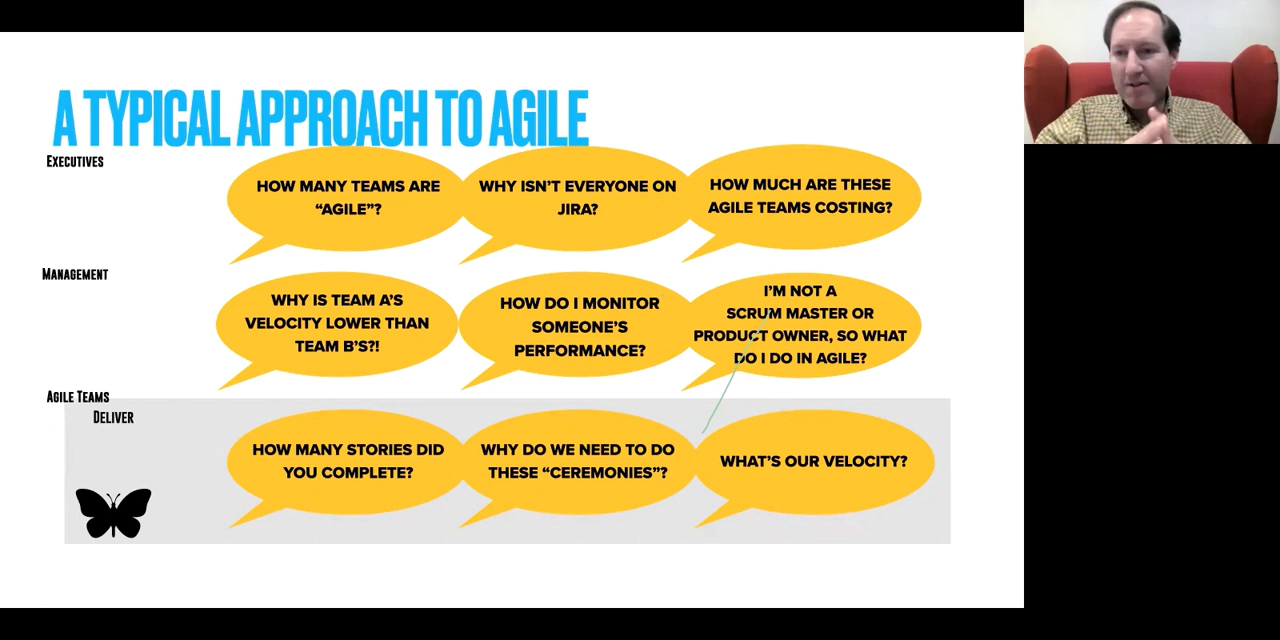 A TYPICAL APPROACH TO AGILE
EXECUTIVES
HOW MANY TEAMS ARE
“AGILE”?
WHY ISN’T EVERYONE ON
JIRA?
HOW MUCH ARE THESE
AGILE TEAMS COSTING?
MANAGEMENT
WHY IS TEAM A’S
VELOCITY LOWER THAN
TEAM B’S?!
HOW DO I MONITOR
SOMEONE’S
PERFORMANCE?
I’M NOT A
SCRUM MASTER OR
PRODUCT OWNER, SO WHAT
DO I DO IN AGILE?
AGILE TEAMS
DELIVER
HOW MANY STORIES DID
YOU COMPLETE?
WHY DO WE NEED TO DO
THESE “CEREMONIES”?
WHAT’S OUR VELOCITY?